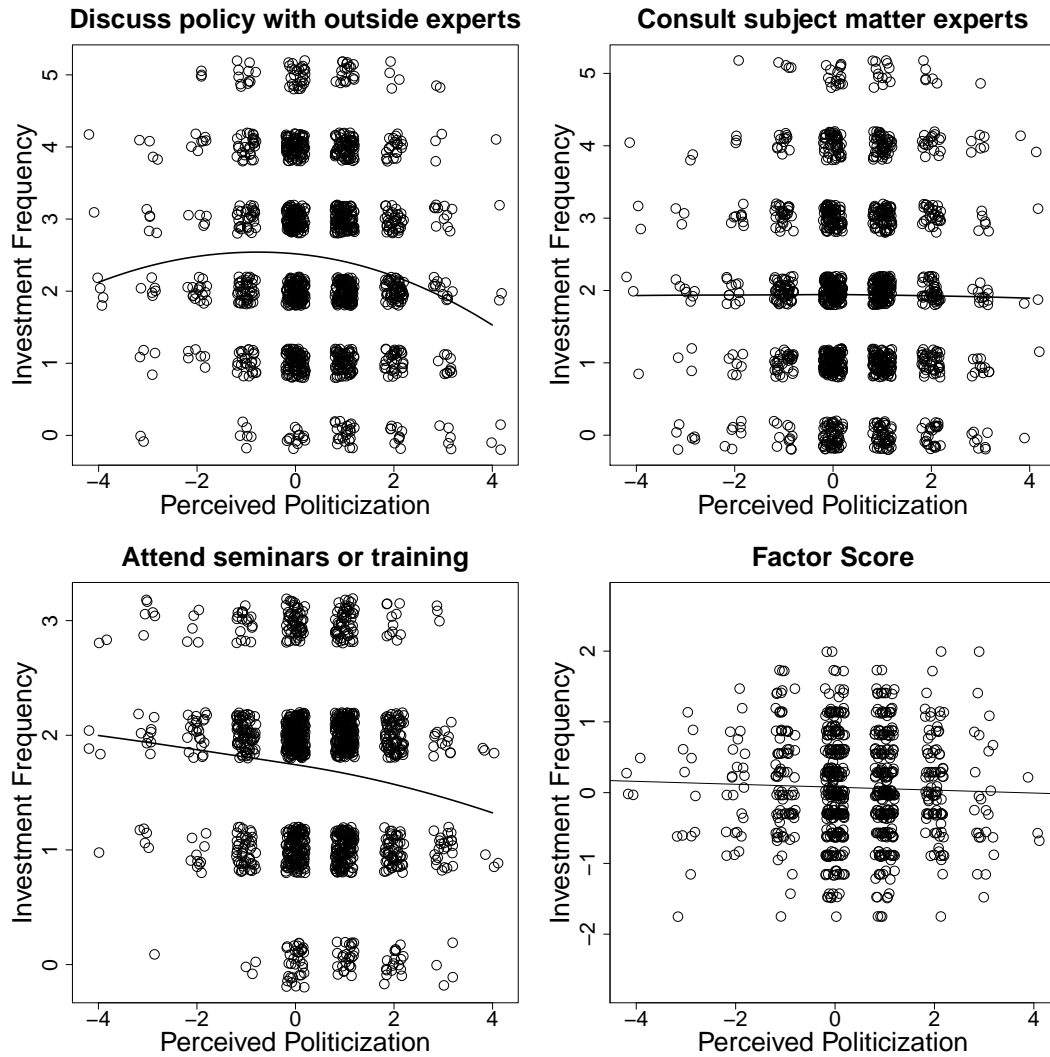 Discuss policy with outside experts
Investment Frequency
5
4
3
2
1
0
−4 −2 0 2 4
Perceived Politicization
Consult subject matter experts
Investment Frequency
5
4
3
2
1
0
−4 −2 0 2 4
Perceived Politicization
Attend seminars or training
Investment Frequency
3
2
1
0
−4 −2 0 2 4
Perceived Politicization
Factor Score
Investment Frequency
2
1
0
−1
−2
−4 −2 0 2 4
Perceived Politicization